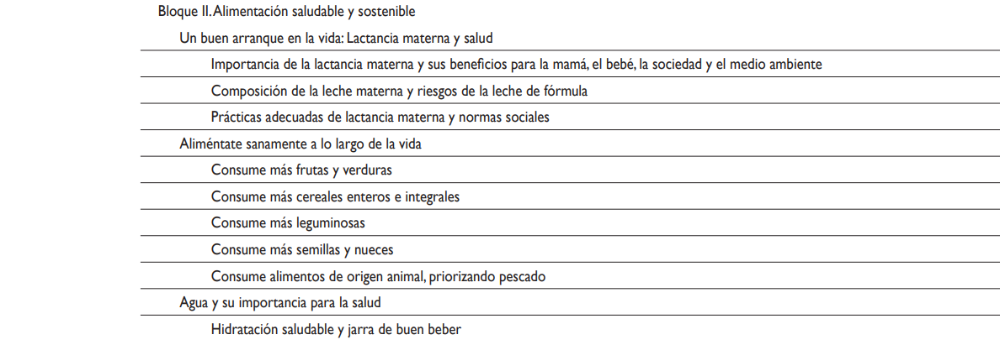 Bloque II. Alimentación saludable y sostenible
Un buen arranque en la vida: Lactancia materna y salud
Importancia de la lactancia materna y sus beneficios para la mamá, el bebé, la sociedad y el medio ambiente
Composición de la leche materna y riesgos de la leche de fórmula
Prácticas adecuadas de lactancia materna y normas sociales
Aliméntate sanamente a lo largo de la vida
Consume más frutas y verduras
Consume más cereales enteros e integrales
Consume más leguminosas
Consume más semillas y nueces
Consume alimentos de origen animal, priorizando pescado
Agua y su importancia para la salud
Hidratación saludable y jarra de buen beber